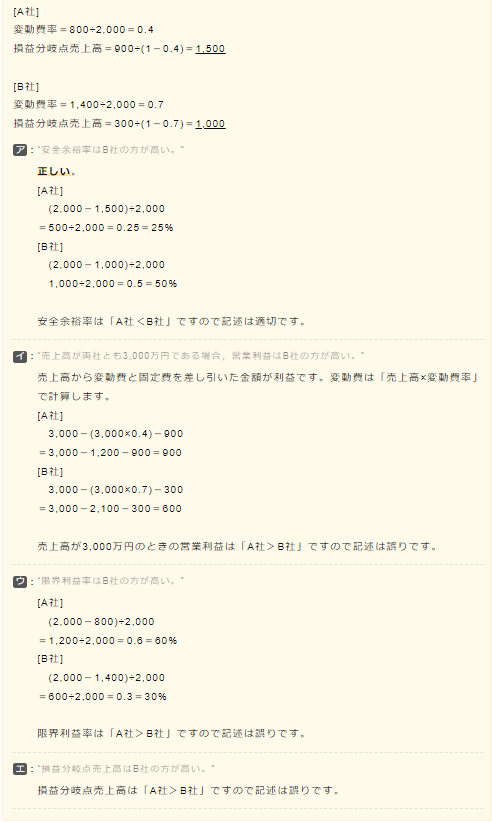 [A社]
変動費率＝800÷2,000＝0.4
損益分岐点売上高＝900÷(1－0.4)＝1,500
[B社]
変動費率＝1,400÷2,000＝0.7
損益分岐点売上高＝300÷(1－0.7)＝1,000
ア：“安全余裕率はB社の方が高い。”
正しい。
[A社]
(2,000－1,500)÷2,000
＝500÷2,000＝0.25＝25%
[B社]
(2,000－1,000)÷2,000
1,000÷2,000＝0.5＝50%
安全余裕率は「A社＜B社」ですので記述は適切です。
イ：“売上高が両社とも3,000万円である場合，営業利益はB社の方が高い。”
売上高から変動費と固定費を差し引いた金額が利益です。変動費は「売上高×変動費率」
で計算します。
[A社]
3,000－(3,000×0.4)－900
＝3,000－1,200－900＝900
[B社]
3,000－(3,000×0.7)－300
＝3,000－2,100－300＝600
売上高が3,000万円のときの営業利益は「A社＞B社」ですので記述は誤りです。
ウ：“限界利益率はB社の方が高い。”
[A社]
(2,000－800)÷2,000
＝1,200÷2,000＝0.6＝60%
[B社]
(2,000－1,400)÷2,000
＝600÷2,000＝0.3＝30%
限界利益率は「A社＞B社」ですので記述は誤りです。
エ：“損益分岐点売上高はB社の方が高い。”
損益分岐点売上高は「A社＞B社」ですので記述は誤りです。